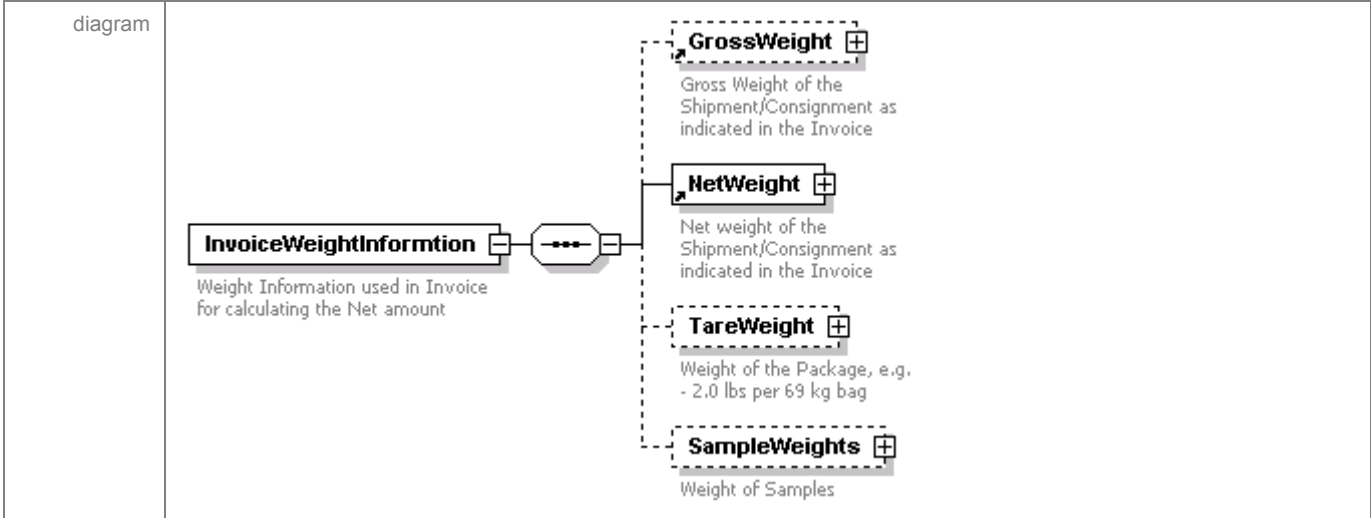 diagram
GrossWeight
Gross Weight of the
Shipment/Consignment as
indicated in the Invoice
NetWeight
Net weight of the
Shipment/Consignment as
indicated in the Invoice
InvoiceWeightInformtion
Weight Information used in Invoice
for calculating the Net amount
TareWeight
Weight of the Package, e.g.
- 2.0 lbs per 69 kg bag
SampleWeights
Weight of Samples